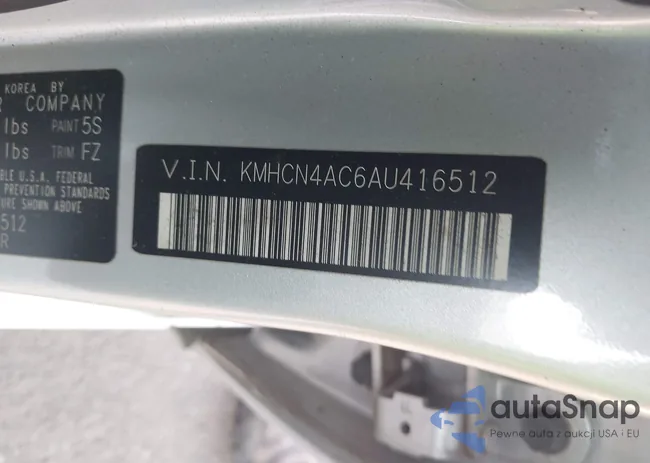 KOREA BY
COMPANY
lbs PAINT 5S
lbs TRIM FZ
U.S.A. FEDERAL
PREVENTION STANDARDS
SHOWN ABOVE
512
R
V.I.N. KMHCN4AC6AU416512
autaSnap
Pewne auta z aukcji USA i EU